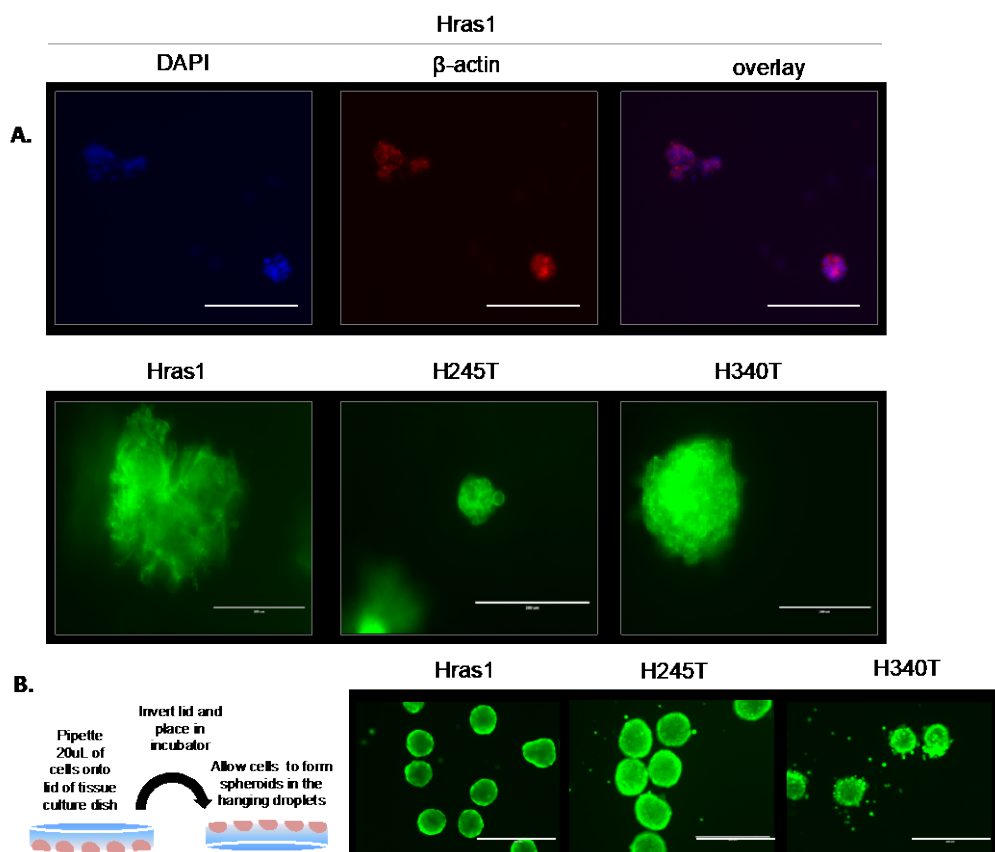 Hras1
DAPI
β-actin
overlay
A.
Hras1
H245T
H340T
B.
Pipette
20uL of
cells onto
lid of tissue
culture dish
Invert lid and
place in
incubator
Allow cells to form
spheroids in the
hanging droplets
Hras1
H245T
H340T